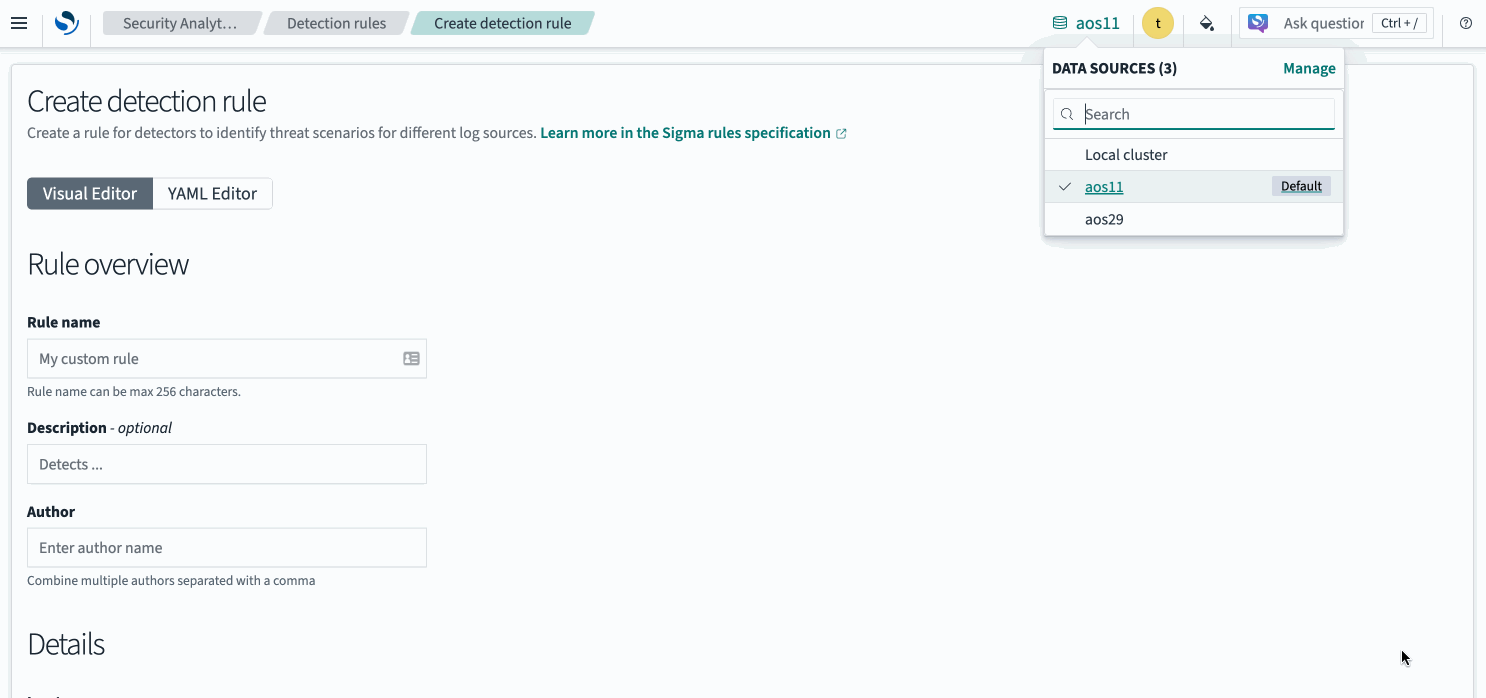 Security Analyt...
Detection rules
Create detection rule
aos11
t
Ask question
Ctrl + /
DATA SOURCES (3)
Manage
Search
Local cluster
aos11
Default
aos29
Create detection rule
Create a rule for detectors to identify threat scenarios for different log sources. Learn more in the Sigma rules specification
Visual Editor
YAML Editor
Rule overview
Rule name
My custom rule
Rule name can be max 256 characters.
Description - optional
Detects ...
Author
Enter author name
Combine multiple authors separated with a comma
Details